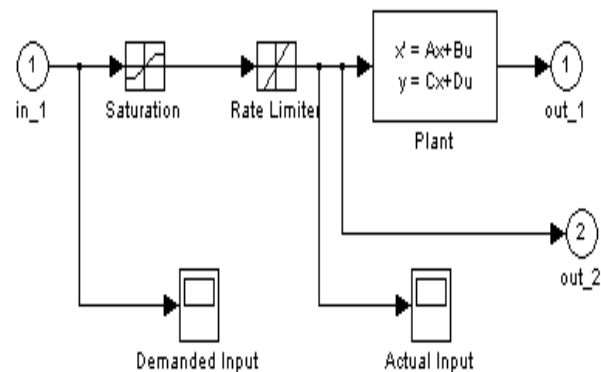 1
in_1
Saturation
Rate Limiter
x' = Ax+Bu
y = Cx+Du
Plant
1
out_1
2
out_2
Demanded Input
Actual Input